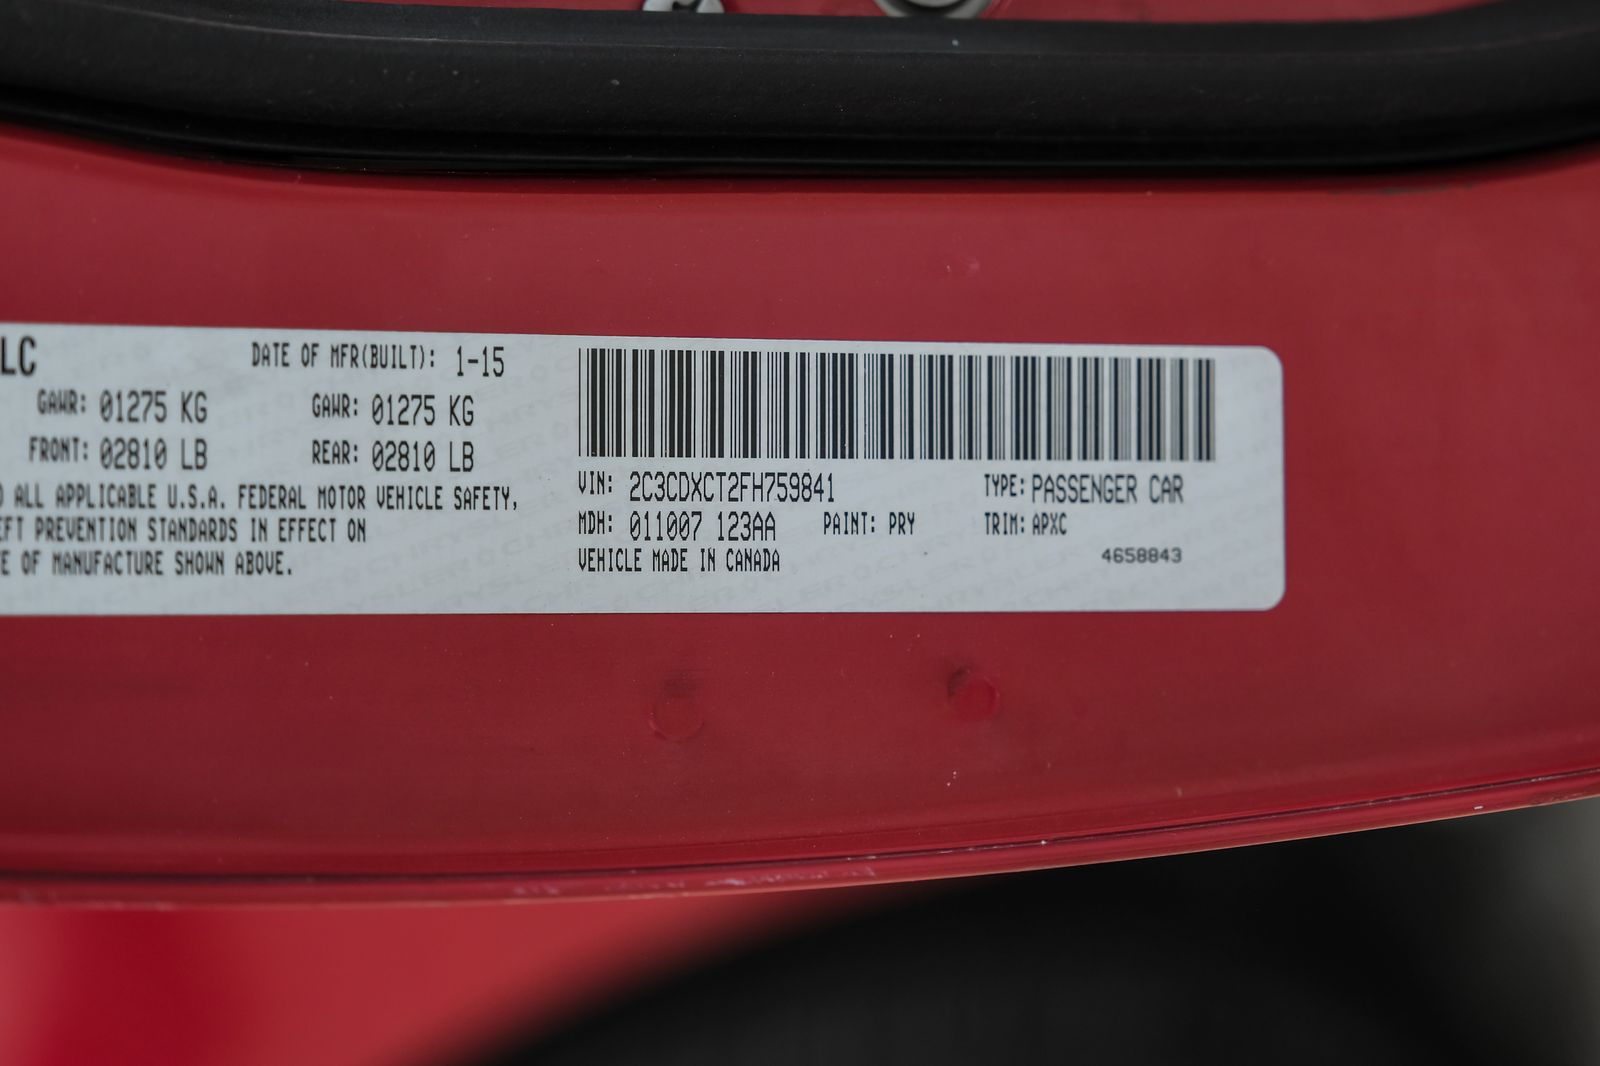 LC
DATE OF MFR(BUILT): 1-15
GAWR: 01275 KG GAWR: 01275 KG
FRONT: 02810 LB REAR: 02810 LB
ALL APPLICABLE U.S.A. FEDERAL MOTOR VEHICLE SAFETY,
EFT PREVENTION STANDARDS IN EFFECT ON
E OF MANUFACTURE SHOWN ABOVE.
VIN: 2C3CDXCT2FH759841 TYPE: PASSENGER CAR
MDH: 011007 123AA PAINT: PRY TRIM: APXC
VEHICLE MADE IN CANADA
4658843